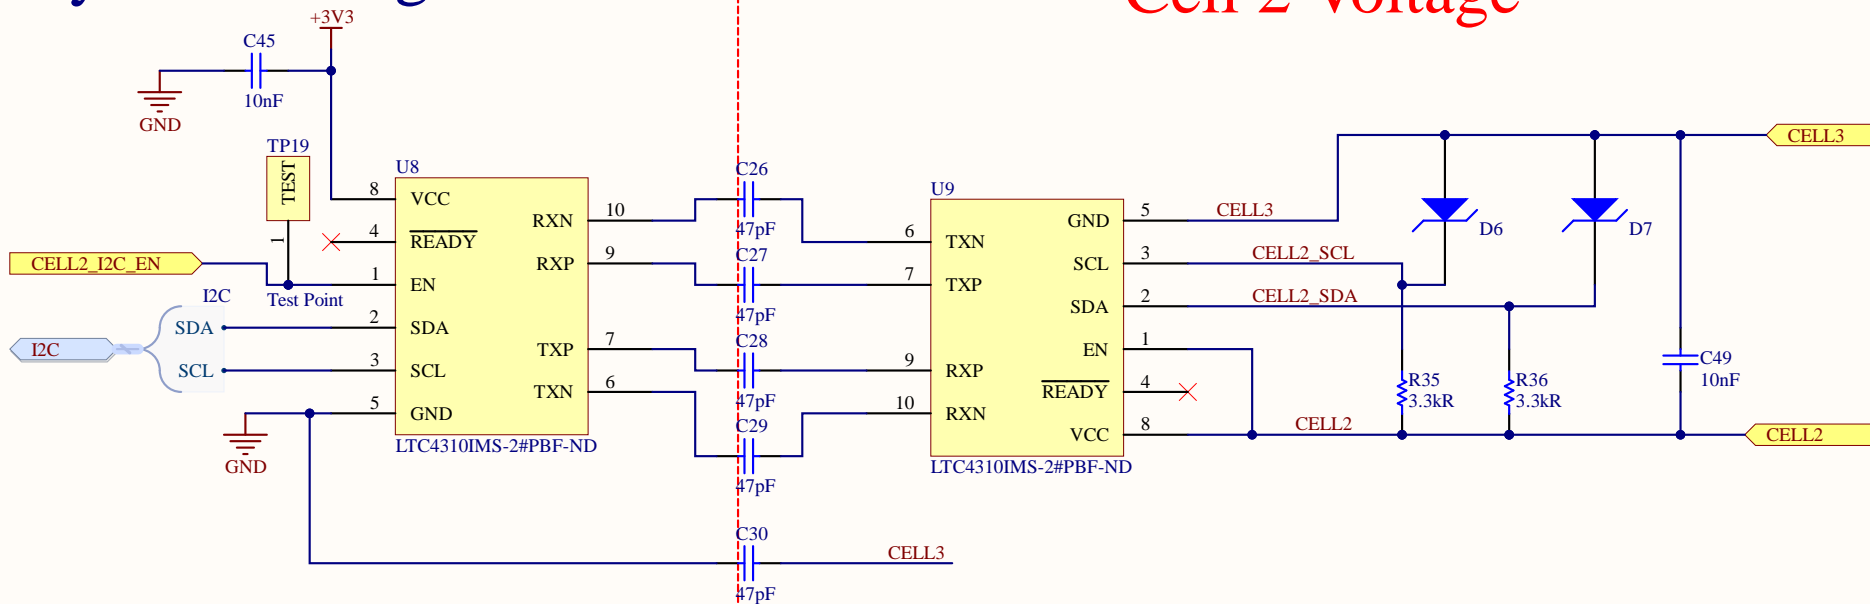 Cell 2 Voltage
+3V3
C45
10nF
GND
TP19
TEST
1
Test Point
CELL2_I2C_EN
I2C
I2C
SDA
SCL
GND
U8
8 VCC
4 READY
1 EN
2 SDA
3 SCL
5 GND
RXN 10
RXP 9
TXP 7
TXN 6
LTC4310IMS-2#PBF-ND
C26
47pF
C27
47pF
C28
47pF
C29
47pF
C30
47pF
CELL3
U9
6 TXN
7 TXP
9 RXP
10 RXN
GND 5
SCL 3
SDA 2
EN 1
READY 4
VCC 8
LTC4310IMS-2#PBF-ND
CELL3
CELL2_SCL
CELL2_SDA
CELL2
D6
D7
R35
3.3kR
R36
3.3kR
C49
10nF
CELL3
CELL2